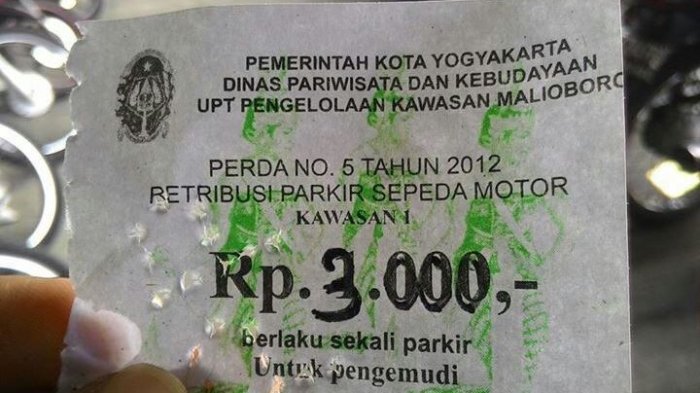 PEMERINTAH KOTA YOGYAKARTA
DINAS PARIWISATA DAN KEBUDAYAAN
UPT PENGELOLAAN KAWASAN MALIOBORO
PERDA NO. 5 TAHUN 2012
RETRIBUSI PARKIR SEPEDA MOTOR
KAWASAN 1
Rp.3.000,-
berlaku sekali parkir
Untuk pengemudi